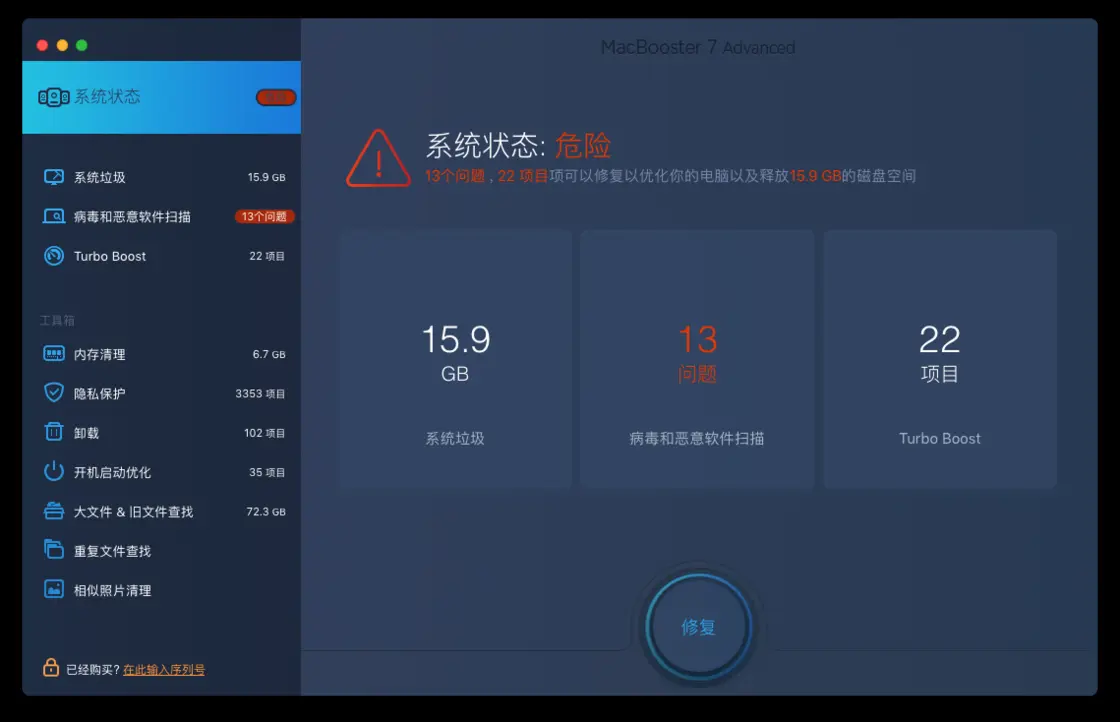 MacBooster 7 Advanced
系统状态
系统垃圾 15.9 GB
病毒和恶意软件扫描 13个问题
Turbo Boost 22 项目
工具箱
内存清理 6.7 GB
隐私保护 3353 项目
卸载 102 项目
开机启动优化 35 项目
大文件 & 旧文件查找 72.3 GB
重复文件查找
相似照片清理
已经购买? 在此输入序列号
系统状态: 危险
13个问题 , 22 项目项可以修复以优化你的电脑以及释放15.9 GB的磁盘空间
15.9
GB
系统垃圾
13
问题
病毒和恶意软件扫描
22
项目
Turbo Boost
修复